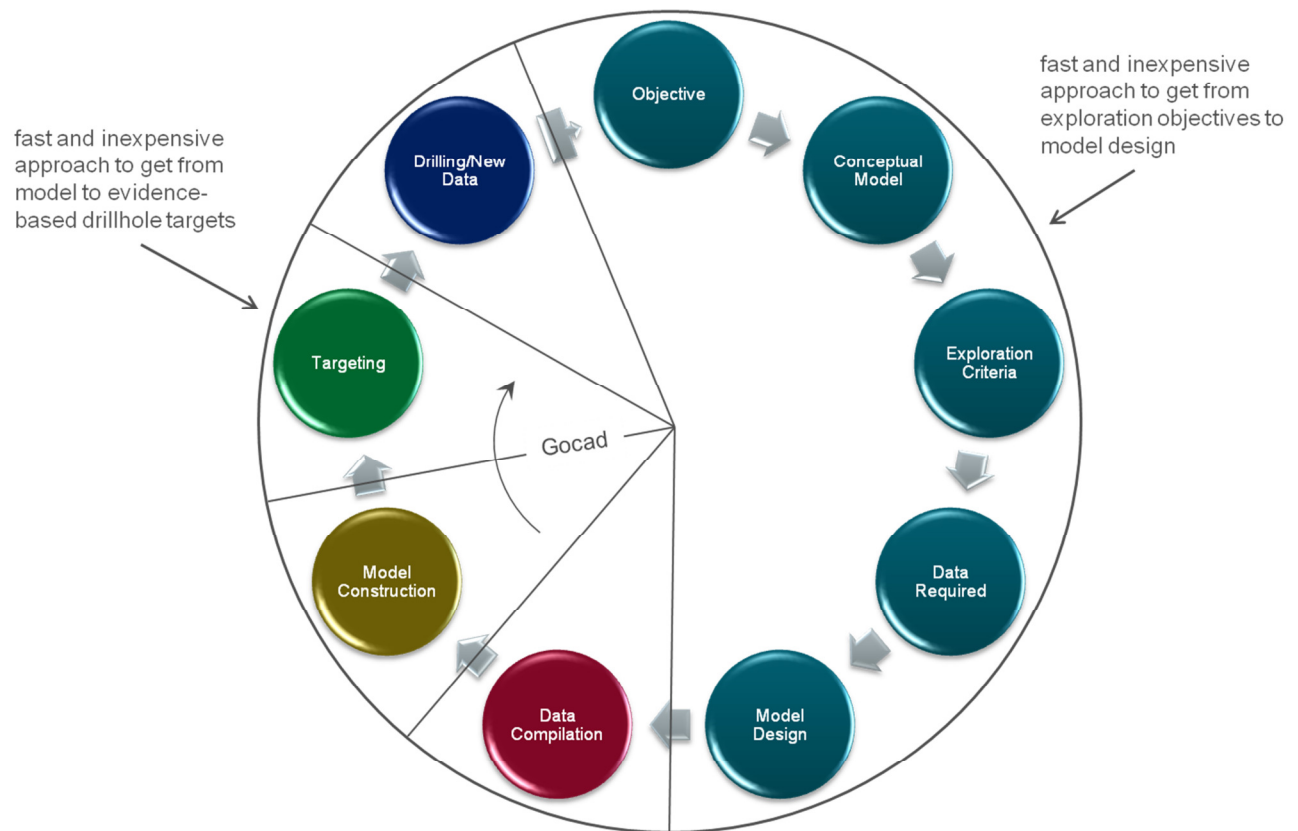 fast and inexpensive
approach to get from
model to evidence-
based drillhole targets
Objective
fast and inexpensive
approach to get from
exploration objectives to
model design
Drilling/New
Data
Conceptual
Model
Targeting
Exploration
Criteria
Gocad
Model
Construction
Data
Required
Data
Compilation
Model
Design